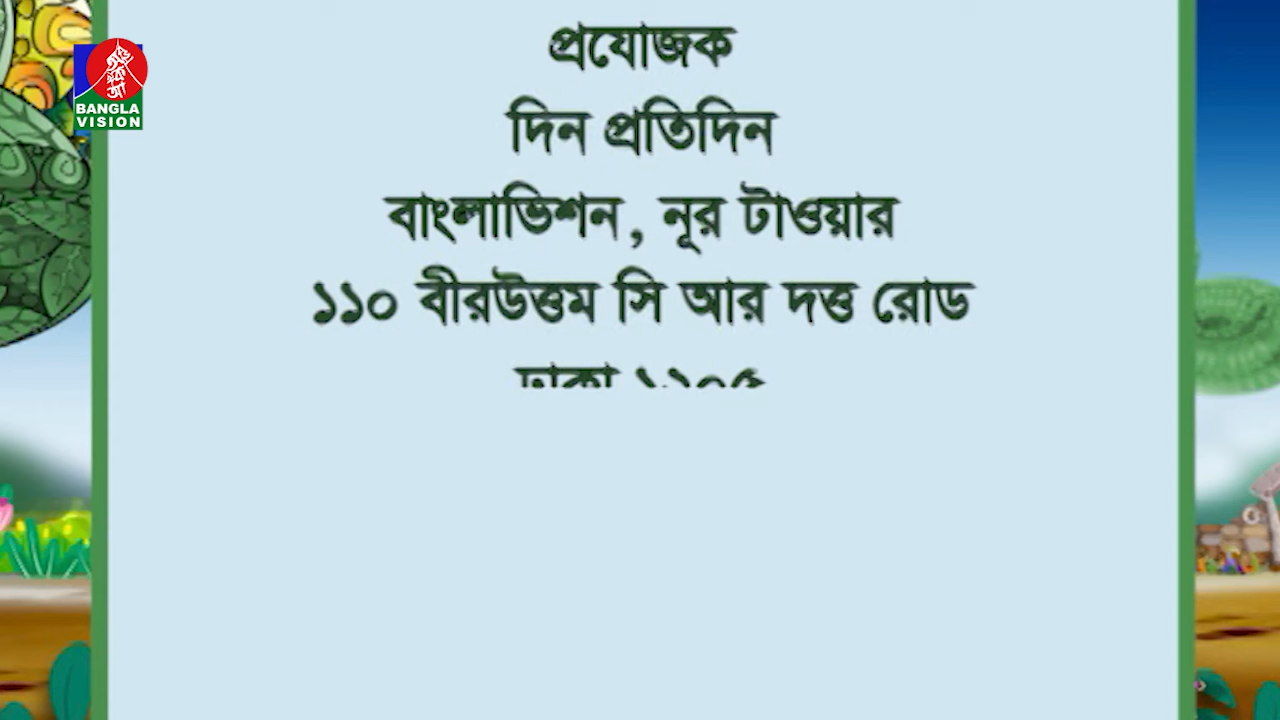 BANGLA
VISION
প্রযোজক
দিন প্রতিদিন
বাংলাভিশন, নূর টাওয়ার
১১০ বীরউত্তম সি আর দত্ত রোড